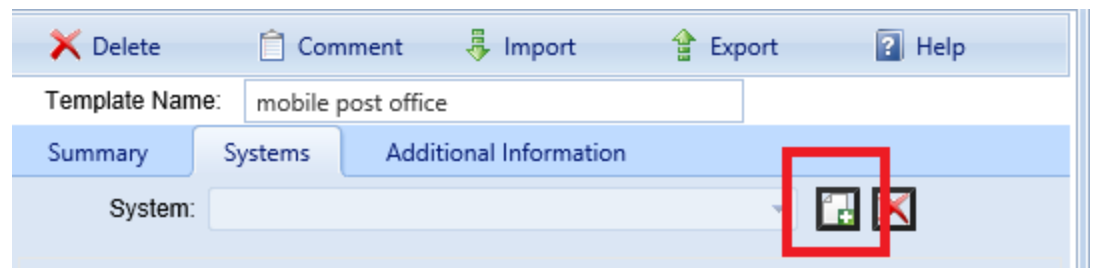 Delete Comment Import Export ? Help
Template Name: mobile post office
Summary Systems Additional Information
System: